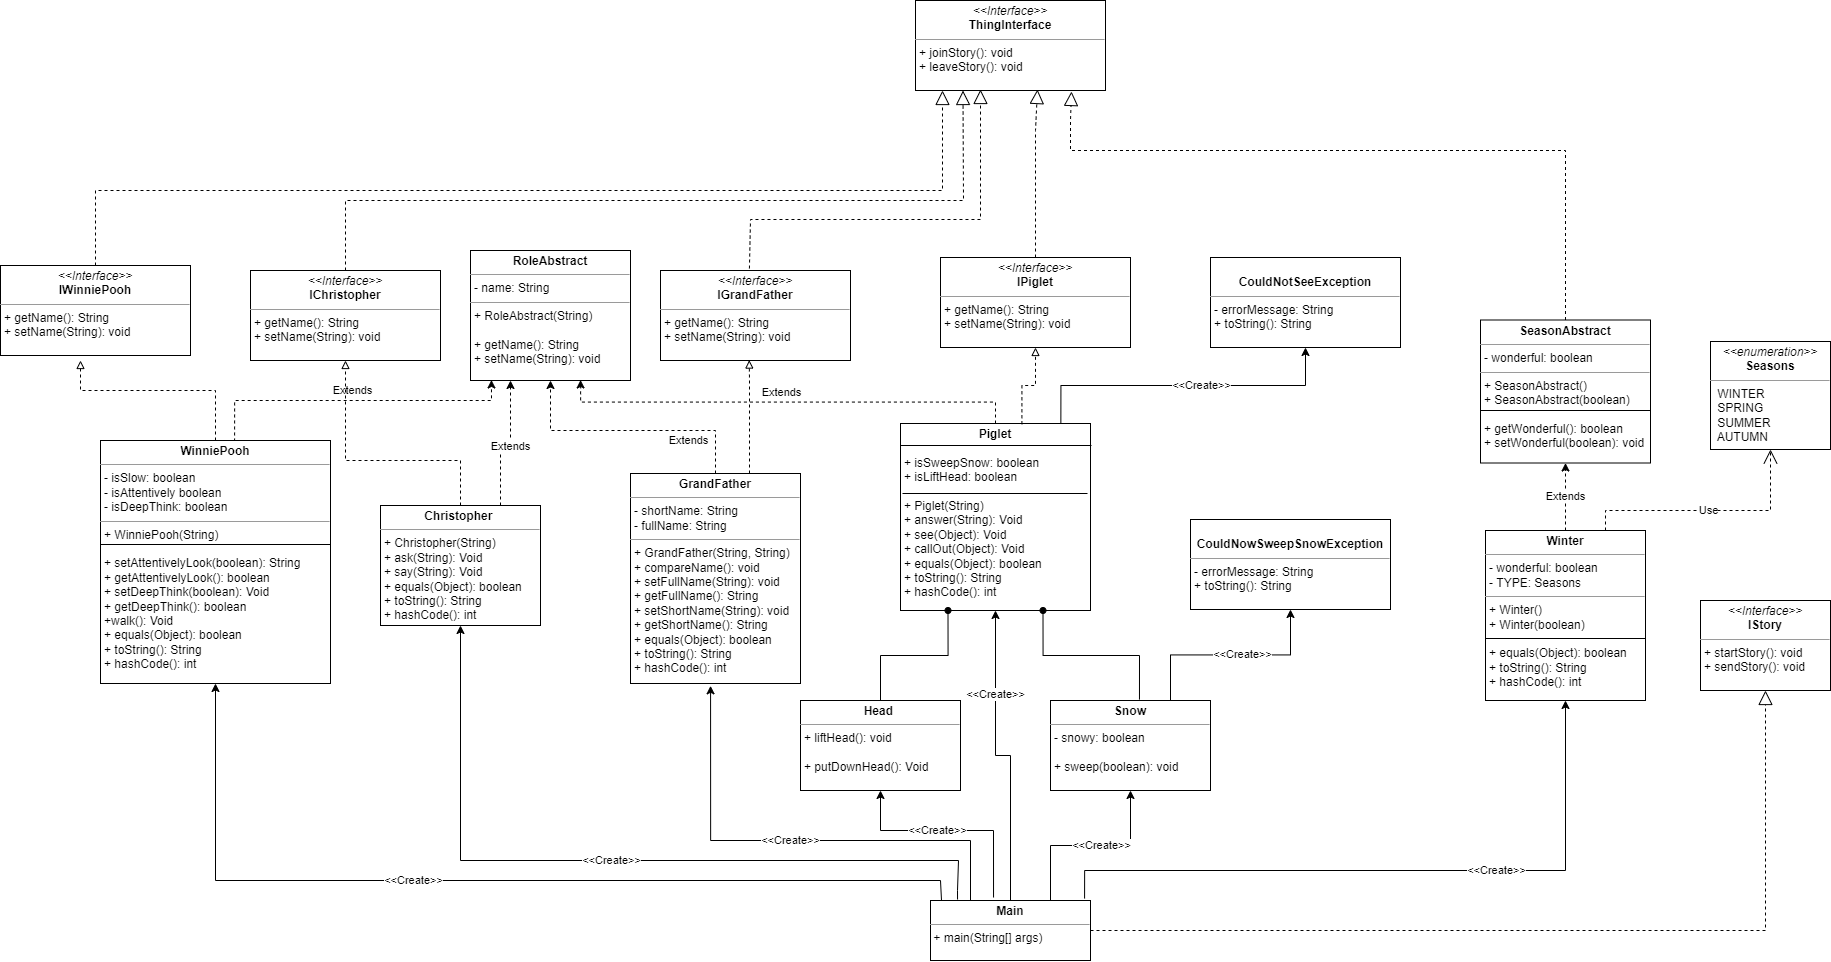 <<Interface>>
ThingInterface
+ joinStory(): void
+ leaveStory(): void
<<Interface>>
IWinniePooh
+ getName(): String
+ setName(String): void
<<Interface>>
IChristopher
+ getName(): String
+ setName(String): void
RoleAbstract
- name: String
+ RoleAbstract(String)
+ getName(): String
+ setName(String): void
<<Interface>>
IGrandFather
+ getName(): String
+ setName(String): void
<<Interface>>
IPiglet
+ getName(): String
+ setName(String): void
CouldNotSeeException
- errorMessage: String
+ toString(): String
SeasonAbstract
- wonderful: boolean
+ SeasonAbstract()
+ SeasonAbstract(boolean)
+ getWonderful(): boolean
+ setWonderful(boolean): void
<<enumeration>>
Seasons
WINTER
SPRING
SUMMER
AUTUMN
Extends
Extends
Extends
Extends
<<Create>>
Extends
Use
WinniePooh
- isSlow: boolean
- isAttentively boolean
- isDeepThink: boolean
+ WinniePooh(String)
+ setAttentivelyLook(boolean): String
+ getAttentivelyLook(): boolean
+ setDeepThink(boolean): Void
+ getDeepThink(): boolean
+walk(): Void
+ equals(Object): boolean
+ toString(): String
+ hashCode(): int
Christopher
+ Christopher(String)
+ ask(String): Void
+ say(String): Void
+ equals(Object): boolean
+ toString(): String
+ hashCode(): int
GrandFather
- shortName: String
- fullName: String
+ GrandFather(String, String)
+ compareName(): void
+ setFullName(String): void
+ getFullName(): String
+ setShortName(String): void
+ getShortName(): String
+ equals(Object): boolean
+ toString(): String
+ hashCode(): int
Piglet
+ isSweepSnow: boolean
+ isLiftHead: boolean
+ Piglet(String)
+ answer(String): Void
+ see(Object): Void
+ callOut(Object): Void
+ equals(Object): boolean
+ toString(): String
+ hashCode(): int
CouldNowSweepSnowException
- errorMessage: String
+ toString(): String
Winter
- wonderful: boolean
- TYPE: Seasons
+ Winter()
+ Winter(boolean)
+ equals(Object): boolean
+ toString(): String
+ hashCode(): int
<<Interface>>
IStory
+ startStory(): void
+ sendStory(): void
<<Create>>
<<Create>>
Head
+ liftHead(): void
+ putDownHead(): Void
Snow
- snowy: boolean
+ sweep(boolean): void
<<Create>>
<<Create>>
<<Create>>
<<Create>>
<<Create>>
<<Create>>
Main
+ main(String[] args)